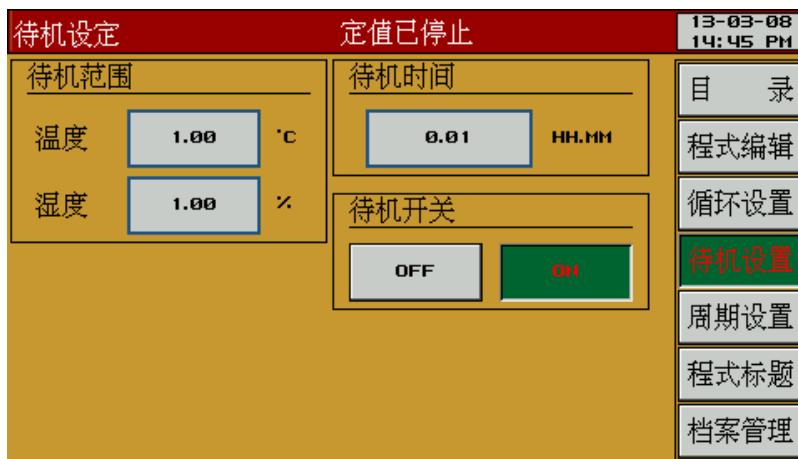 待机设定
定值已停止
13-03-08
14:45 PM
待机范围
温度
1.00
°C
湿度
1.00
%
待机时间
0.01
HH.MM
待机开关
OFF
ON
目 录
程式编辑
循环设置
待机设置
周期设置
程式标题
档案管理